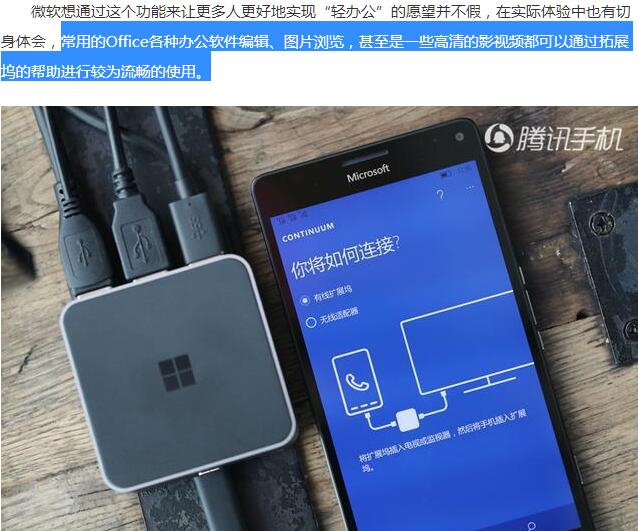 微软想通过这个功能来让更多人更好地实现“轻办公”的愿望并不假，在实际体验中也有切
身体会，常用的Office各种办公软件编辑、图片浏览，甚至是一些高清的影视频都可以通过拓展
坞的帮助进行较为流畅的使用。
腾讯手机
Microsoft
CONTINUUM
你将如何连接?
有线扩展坞
无线适配器
将扩展坞插入电视或监视器，然后将手机插入扩展
坞。